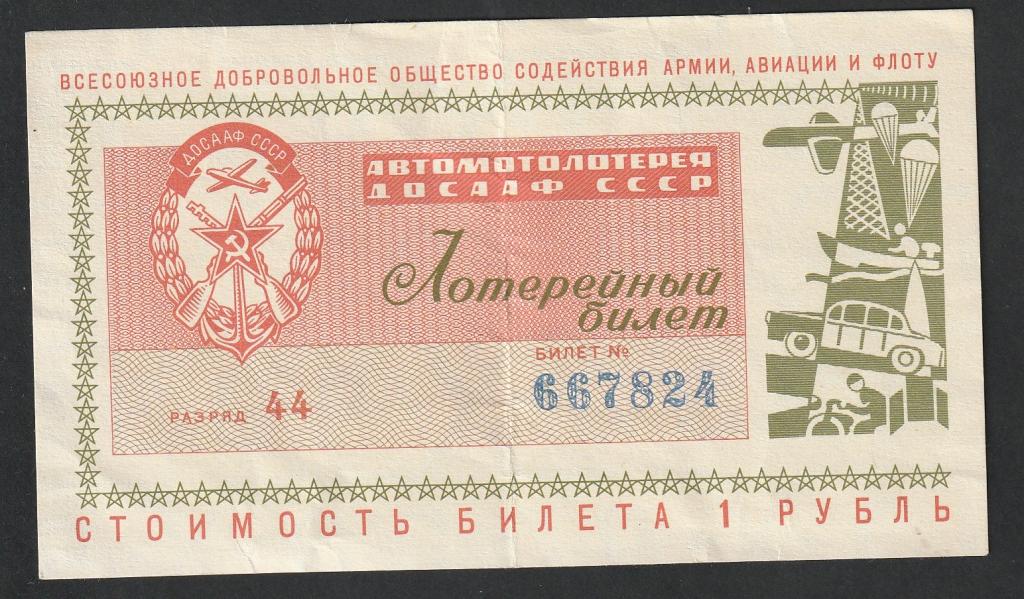 ВСЕСОЮЗНОЕ ДОБРОВОЛЬНОЕ ОБЩЕСТВО СОДЕЙСТВИЯ АРМИИ, АВИАЦИИ И ФЛОТУ
ДОСААФ СССР
АВТОМОТОЛОТЕРЕЯ
ДОСААФ СССР
Лотерейный
билет
БИЛЕТ №
667824
РАЗРЯД 44
СТОИМОСТЬ БИЛЕТА 1 РУБЛЬ